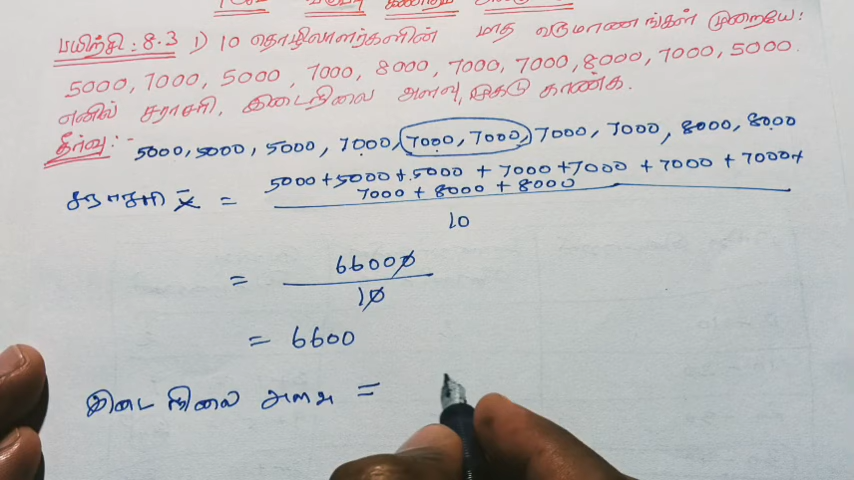 பயிற்சி : 8.3 1) 10 தொழிலாளர்களின் மாத வருமானங்கள் முறையே :
5000, 7000, 5000, 7000, 8000, 7000, 7000, 8000, 7000, 5000.
எனில் சராசரி, இடைநிலை அளவு, முகடு காண்க.
தீர்வு :-
5000, 5000, 5000, 7000, 7000, 7000, 7000, 7000, 8000, 8000
சராசரி x̄ = 5000 + 5000 + 5000 + 7000 + 7000 + 7000 + 7000 +
7000 + 8000 + 8000
10
= 66000
10
= 6600
இடை நிலை அளவு =